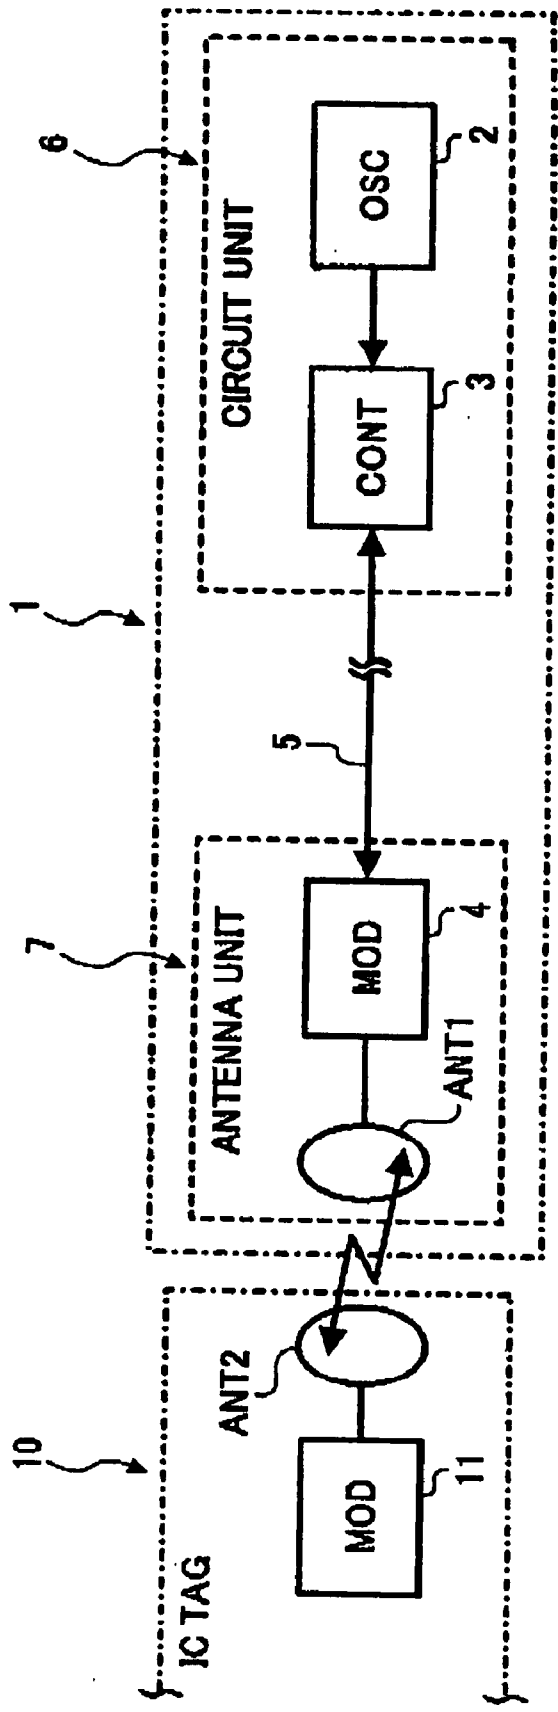 1
10
7
6
IC TAG
ANTENNA UNIT
CIRCUIT UNIT
ANT2
5
MOD
MOD
CONT
OSC
11
ANT1
4
3
2